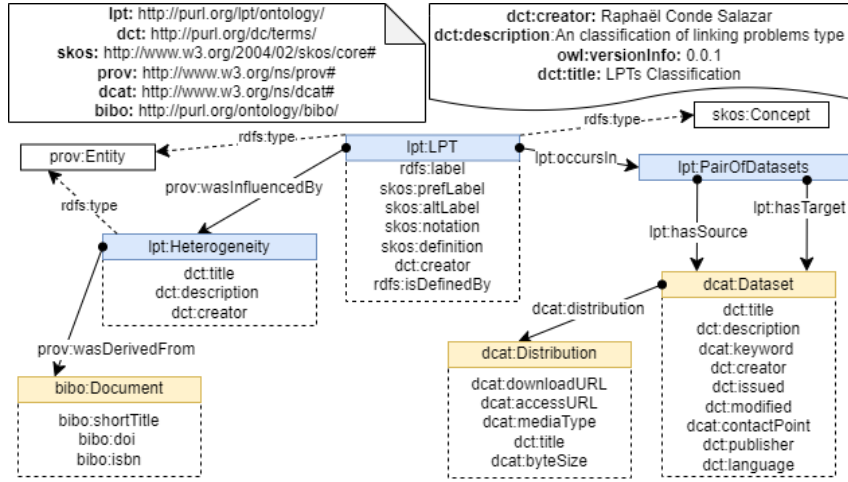 lpt: http://purl.org/lpt/ontology/
dct: http://purl.org/dc/terms/
skos: http://www.w3.org/2004/02/skos/core#
prov: http://www.w3.org/ns/prov#
dcat: http://www.w3.org/ns/dcat#
bibo: http://purl.org/ontology/bibo/
dct:creator: Raphaël Conde Salazar
dct:description:An classification of linking problems type
owl:versionInfo: 0.0.1
dct:title: LPTs Classification
rdfs:type
rdfs:type
skos:Concept
prov:Entity
lpt:LPT
rdfs:label
skos:prefLabel
skos:altLabel
skos:notation
skos:definition
dct:creator
rdfs:isDefinedBy
lpt:occursIn
lpt:PairOfDatasets
prov:wasInfluencedBy
rdfs:type
lpt:hasTarget
lpt:hasSource
lpt:Heterogeneity
dct:title
dct:description
dct:creator
dcat:Dataset
dct:title
dct:description
dcat:keyword
dct:creator
dct:issued
dct:modified
dcat:contactPoint
dct:publisher
dct:language
dcat:distribution
prov:wasDerivedFrom
dcat:Distribution
dcat:downloadURL
dcat:accessURL
dcat:mediaType
dct:title
dcat:byteSize
bibo:Document
bibo:shortTitle
bibo:doi
bibo:isbn